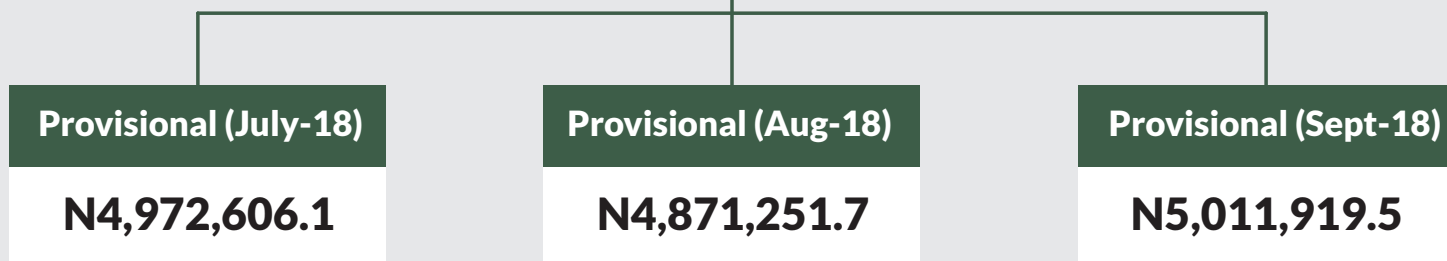 Provisional (July-18)
N4,972,606.1
Provisional (Aug-18)
N4,871,251.7
Provisional (Sept-18)
N5,011,919.5